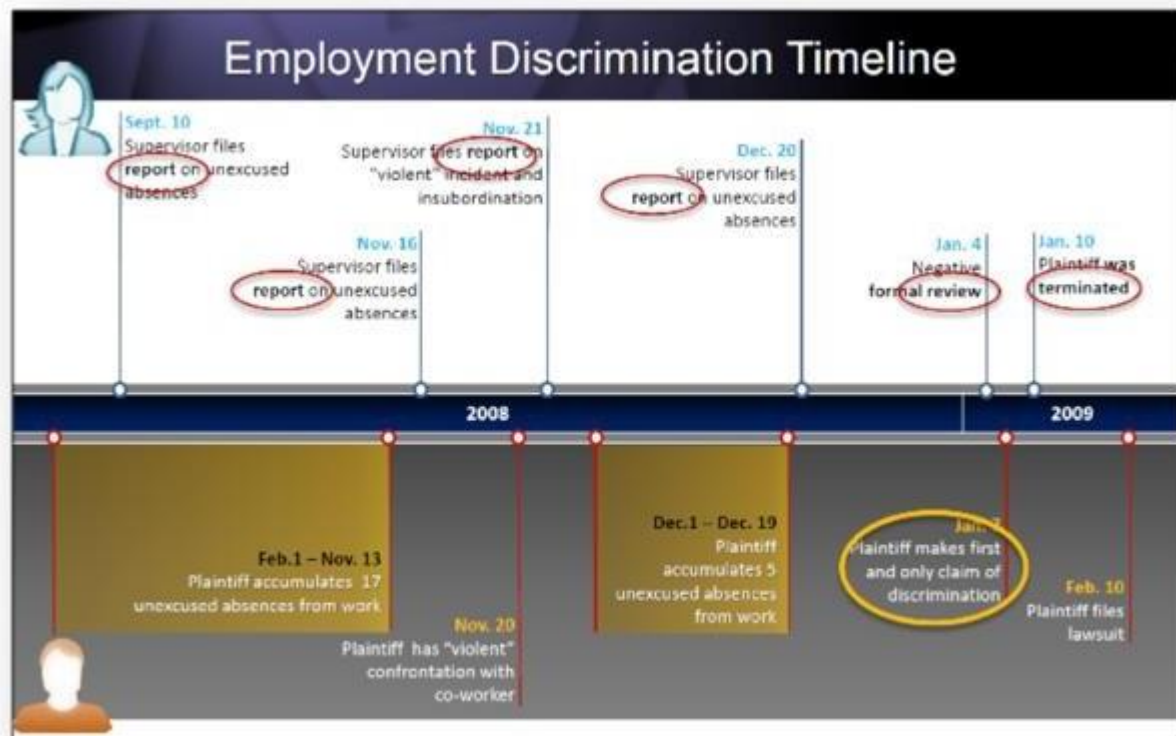 Employment Discrimination Timeline
Sept. 10
Supervisor files
report on unexcused
absences
Nov. 21
Supervisor files report on
"violent" incident and
insubordination
Dec. 20
Supervisor files
report on unexcused
absences
Nov. 16
Supervisor files
report on unexcused
absences
Jan. 4
Negative
formal review
Jan. 10
Plaintiff was
terminated
2008
2009
Feb.1 – Nov. 13
Plaintiff accumulates 17
unexcused absences from work
Nov. 20
Plaintiff has "violent"
confrontation with
co-worker
Dec.1 – Dec. 19
Plaintiff
accumulates 5
unexcused absences
from work
Jan.
Plaintiff makes first
and only claim of
discrimination
Feb. 10
Plaintiff files
lawsuit